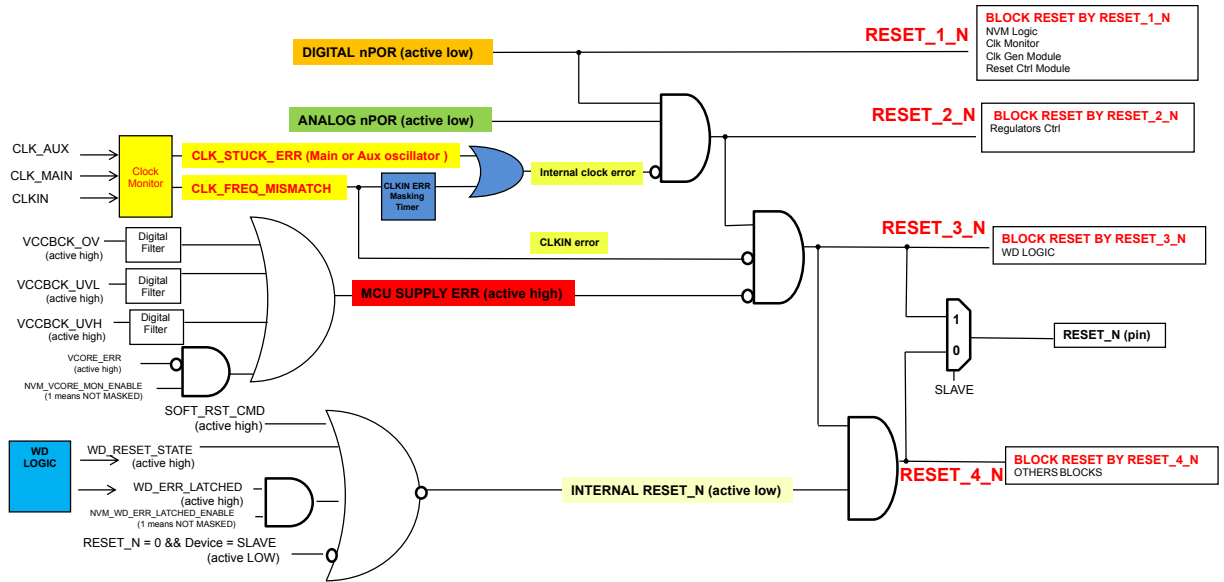 DIGITAL nPOR (active low)
RESET_1_N
BLOCK RESET BY RESET_1_N
NVM Logic
Clk Monitor
Clk Gen Module
Reset Ctrl Module
ANALOG nPOR (active low)
RESET_2_N
BLOCK RESET BY RESET_2_N
Regulators Ctrl
CLK_AUX
CLK_MAIN
CLKIN
Clock
Monitor
CLK_STUCK_ERR (Main or Aux oscillator )
CLK_FREQ_MISMATCH
CLKIN ERR
Masking
Timer
Internal clock error
VCCBCK_OV
(active high)
Digital
Filter
VCCBCK_UVL
(active high)
Digital
Filter
VCCBCK_UVH
(active high)
Digital
Filter
VCORE_ERR
(active high)
NVM_VCORE_MON_ENABLE
(1 means NOT MASKED)
CLKIN error
MCU SUPPLY ERR (active high)
RESET_3_N
BLOCK RESET BY RESET_3_N
WD LOGIC
1
0
SLAVE
RESET_N (pin)
SOFT_RST_CMD
(active high)
WD
LOGIC
WD_RESET_STATE
(active high)
WD_ERR_LATCHED
(active high)
NVM_WD_ERR_LATCHED_ENABLE
(1 means NOT MASKED)
RESET_N = 0 && Device = SLAVE
(active LOW)
INTERNAL RESET_N (active low)
RESET_4_N
BLOCK RESET BY RESET_4_N
OTHERS BLOCKS